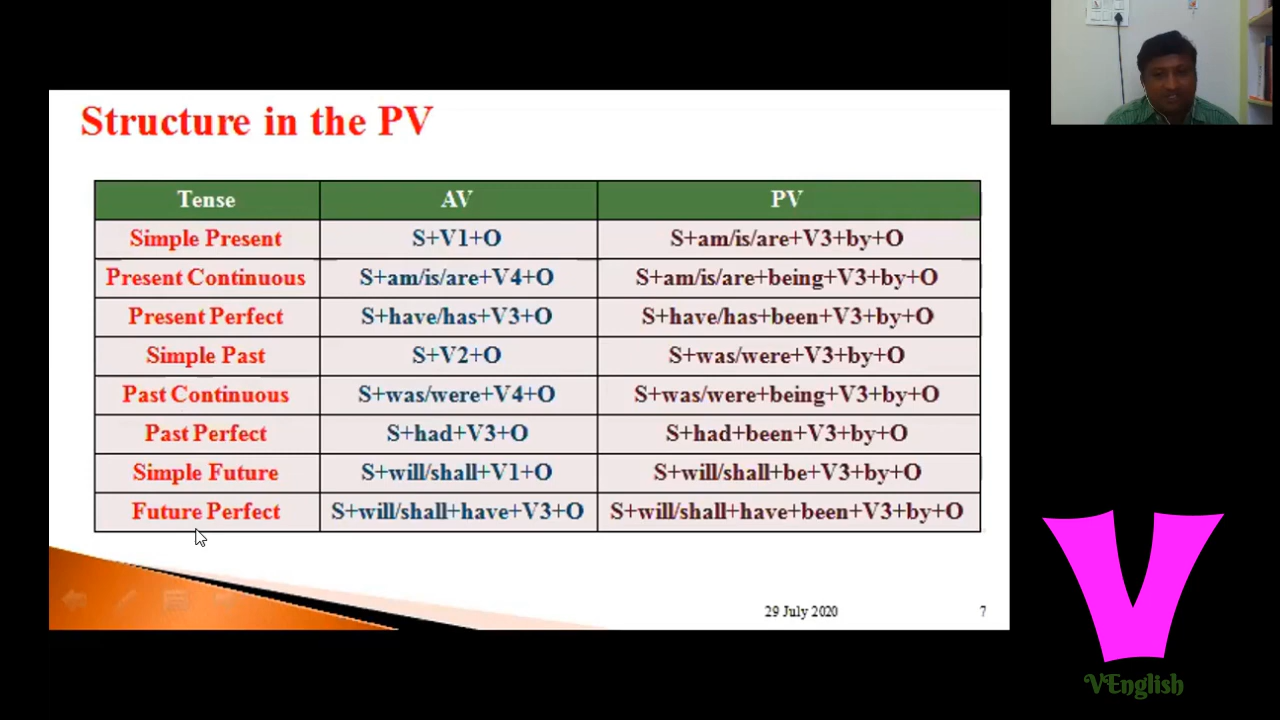 Structure in the PV
Tense AV PV
Simple Present S+V1+O S+am/is/are+V3+by+O
Present Continuous S+am/is/are+V4+O S+am/is/are+being+V3+by+O
Present Perfect S+have/has+V3+O S+have/has+been+V3+by+O
Simple Past S+V2+O S+was/were+V3+by+O
Past Continuous S+was/were+V4+O S+was/were+being+V3+by+O
Past Perfect S+had+V3+O S+had+been+V3+by+O
Simple Future S+will/shall+V1+O S+will/shall+be+V3+by+O
Future Perfect S+will/shall+have+V3+O S+will/shall+have+been+V3+by+O
29 July 2020 7
V
VEnglish